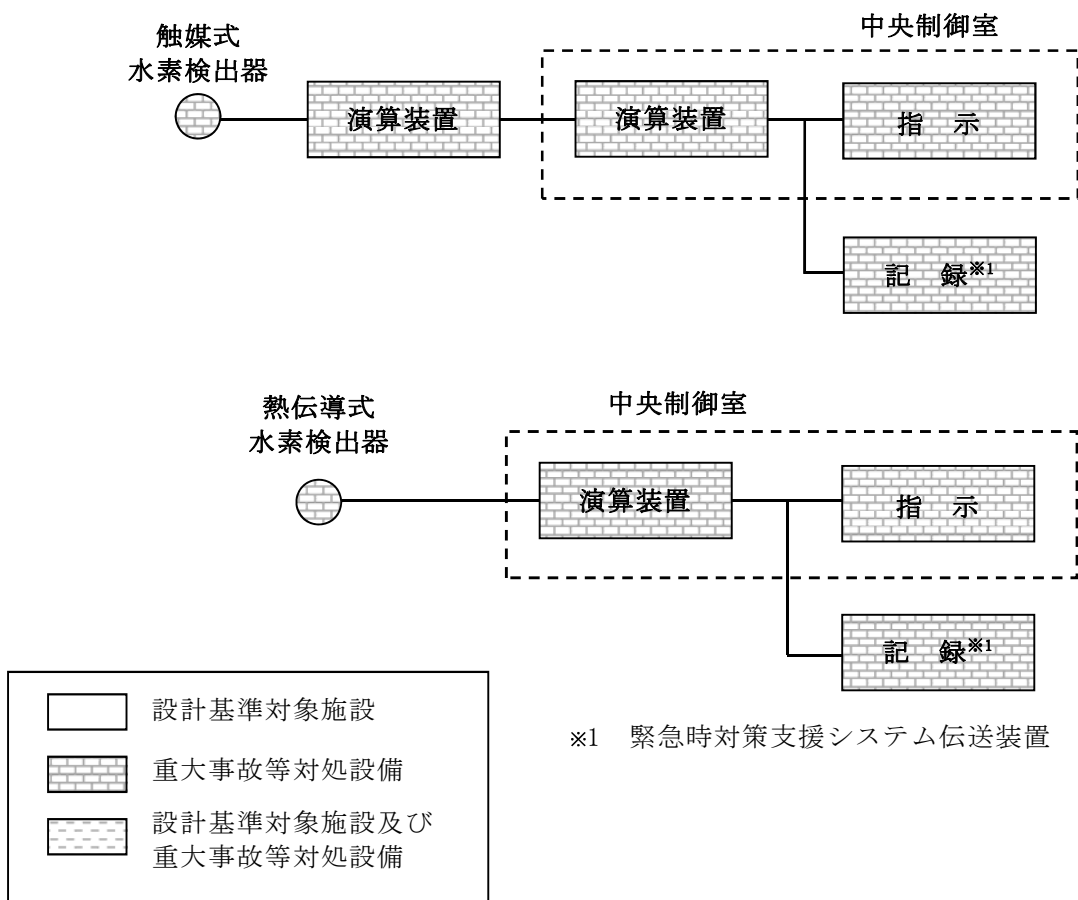 中央制御室
触媒式
水素検出器
演算装置
演算装置
指　示
記　録※1
熱伝導式
水素検出器
中央制御室
演算装置
指　示
記　録※1
設計基準対象施設
重大事故等対処設備
設計基準対象施設及び
重大事故等対処設備
※1　緊急時対策支援システム伝送装置